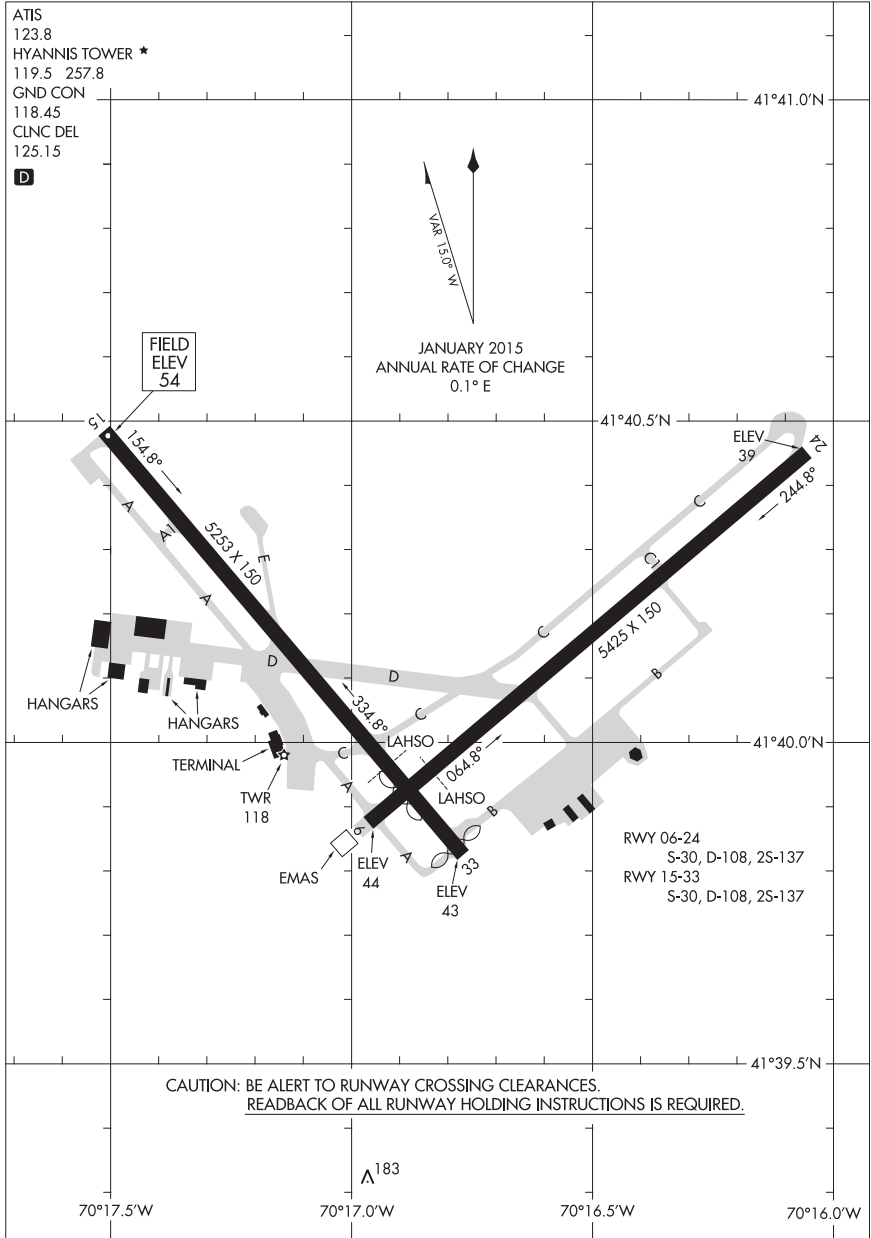 ATIS
123.8
HYANNIS TOWER
119.5 257.8
GND CON
118.45
CLNC DEL
125.15
D
41°41.0'N
VAR 15.0° W
JANUARY 2015
ANNUAL RATE OF CHANGE
0.1° E
FIELD
ELEV
54
41°40.5'N
15
154.8°
ELEV
39
24
244.8°
A
A1
5253 X 150
E
A
C
C1
C
5425 X 150
D
D
B
HANGARS
HANGARS
334.8°
C
LAHSO
064.8°
41°40.0'N
TERMINAL
C
A
LAHSO
TWR
118
B
6
A
33
EMAS
ELEV
44
ELEV
43
RWY 06-24
S-30, D-108, 2S-137
RWY 15-33
S-30, D-108, 2S-137
41°39.5'N
CAUTION: BE ALERT TO RUNWAY CROSSING CLEARANCES.
READBACK OF ALL RUNWAY HOLDING INSTRUCTIONS IS REQUIRED.
183
70°17.5'W
70°17.0'W
70°16.5'W
70°16.0'W